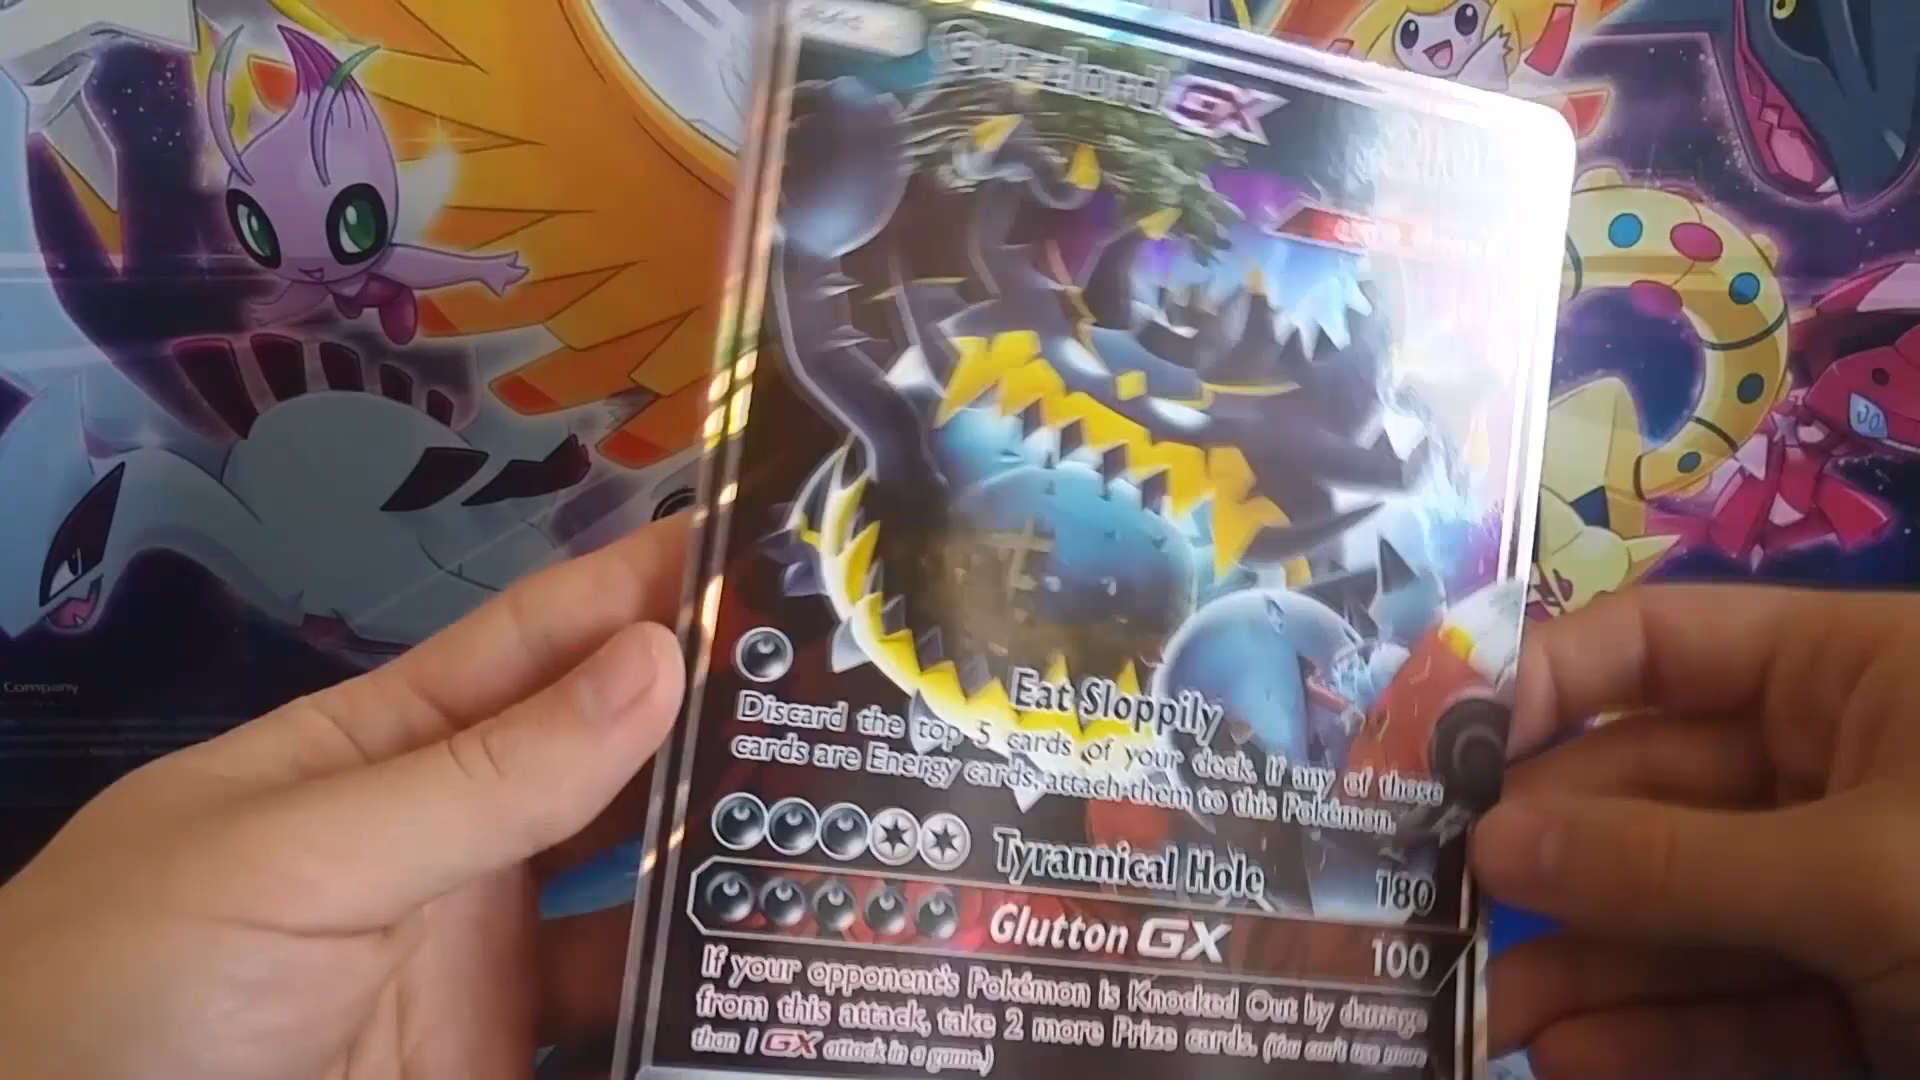 Guzzlord GX
Eat Sloppily
Discard the top 5 cards of your deck. If any of those
cards are Energy cards, attach them to this Pokémon.
Tyrannical Hole 180
Glutton GX 100
If your opponent's Pokémon is Knocked Out by damage
from this attack, take 2 more Prize cards. (You can't use more
than 1 GX attack in a game.)
Company